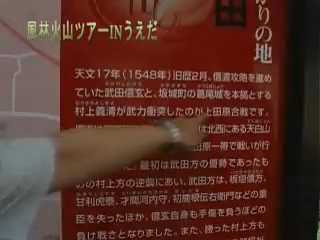 風林火山ツアーINうえだ
田
がりの地
天文17年(1548年)旧暦2月、信濃攻略を進め
ていた武田信玄と、坂城町の葛尾城を本拠とする
村上義清が武力衝突したのが上田原合戦です。
は北西にある天白山
田原一帯で戦いが行
最初は武田方の優勢であったも
のの村上方の逆襲にあい、武田方は、板垣信方、
甘利虎泰、才間河内守、初鹿根伝右衛門などの重
臣を失ったほか、信玄自身も手傷を負うほどの
負け戦となりました。また、勝った村上方も